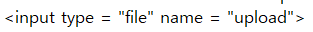 <input type = "file" name = "upload">